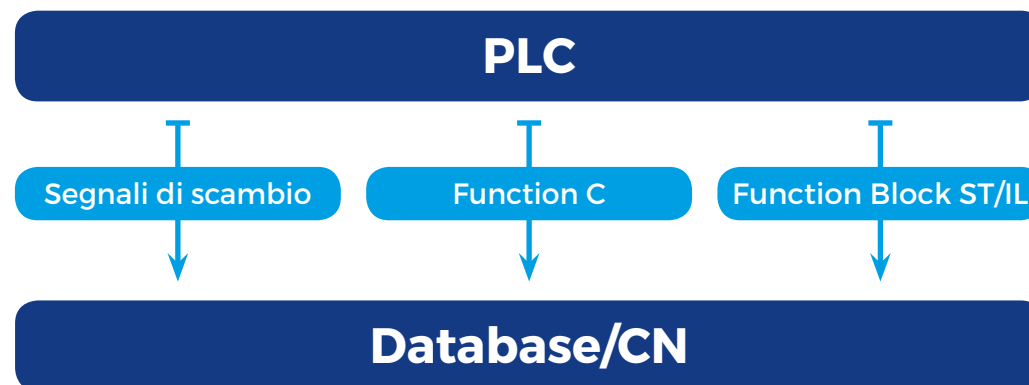 PLC
Segnali di scambio
Function C
Function Block ST/IL
Database/CN